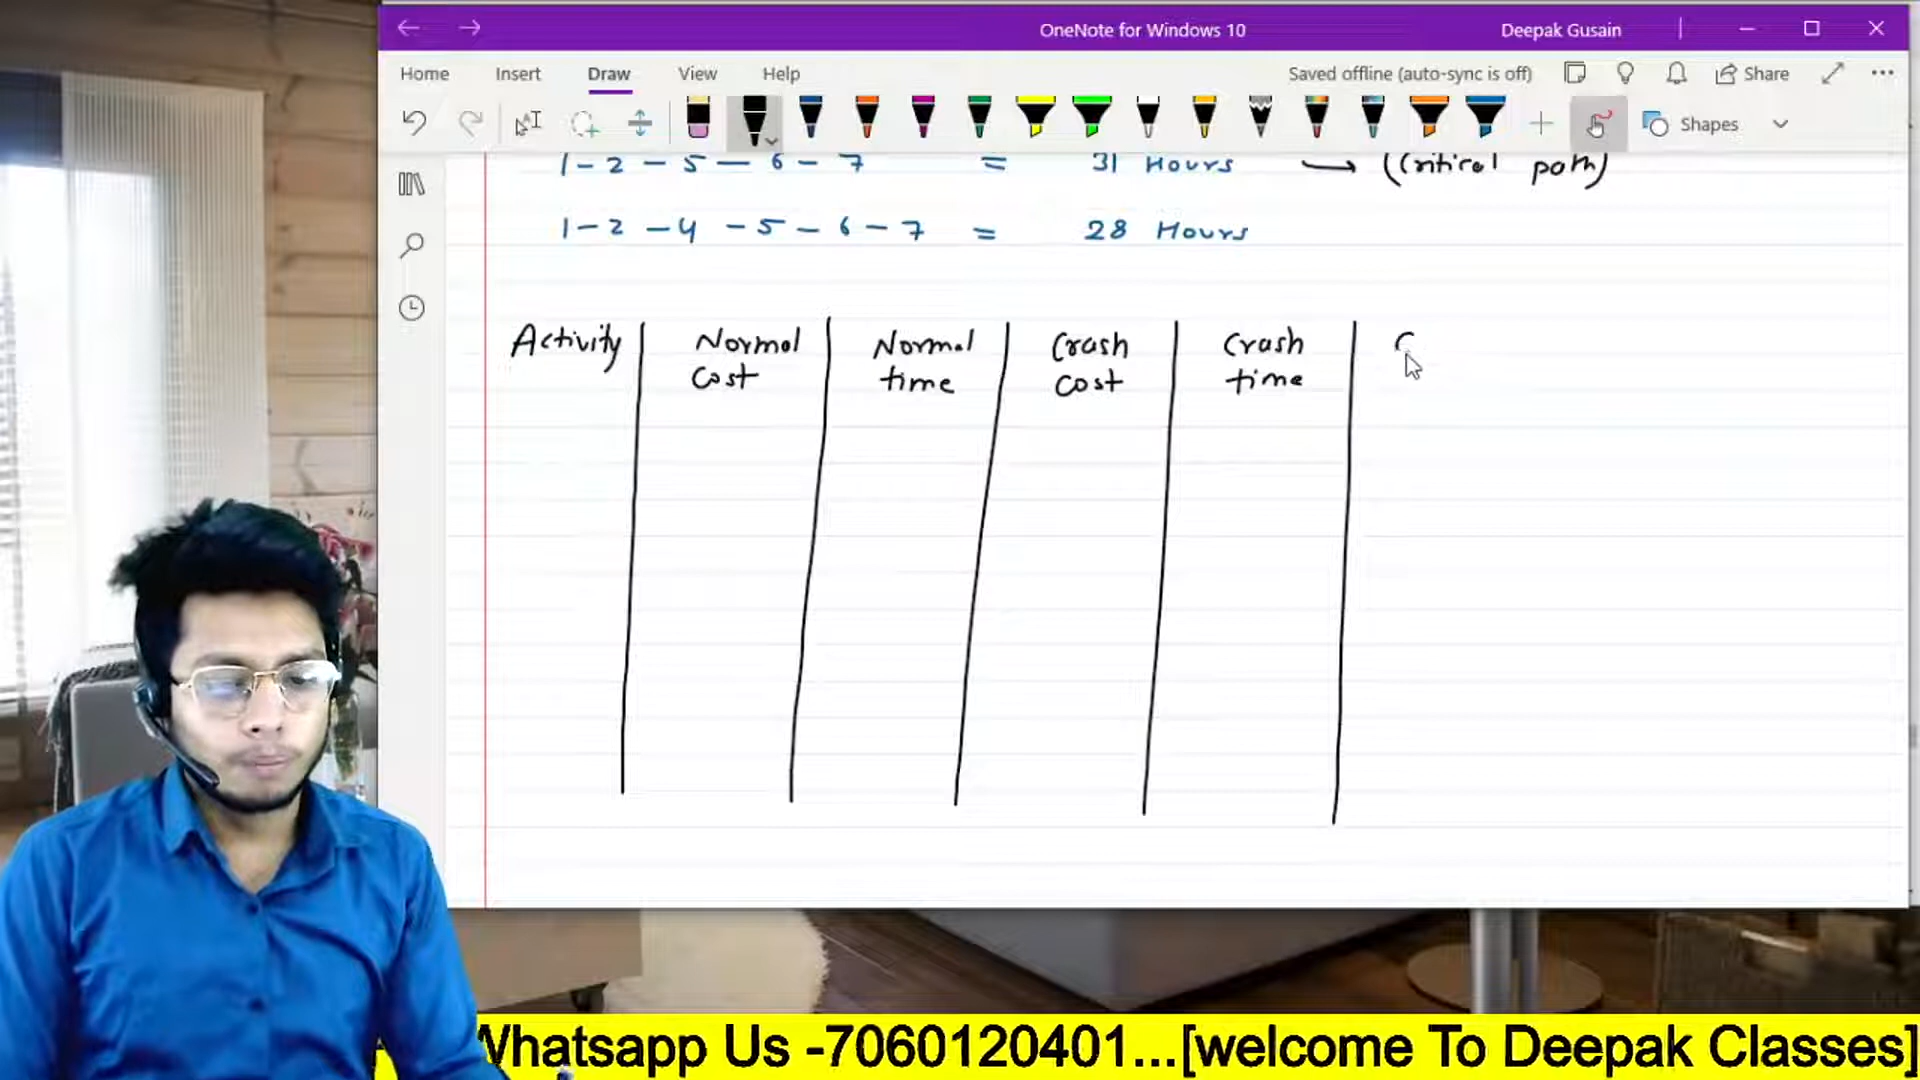 OneNote for Windows 10
Deepak Gusain
Home Insert Draw View Help
Saved offline (auto-sync is off) Share
Shapes
1 - 2 - 5 - 6 - 7 = 31 Hours → (Critical path)
1 - 2 - 4 - 5 - 6 - 7 = 28 Hours
Activity Normal Normal Crash Crash C
cost time cost time
Whatsapp Us -7060120401...[welcome To Deepak Classes]